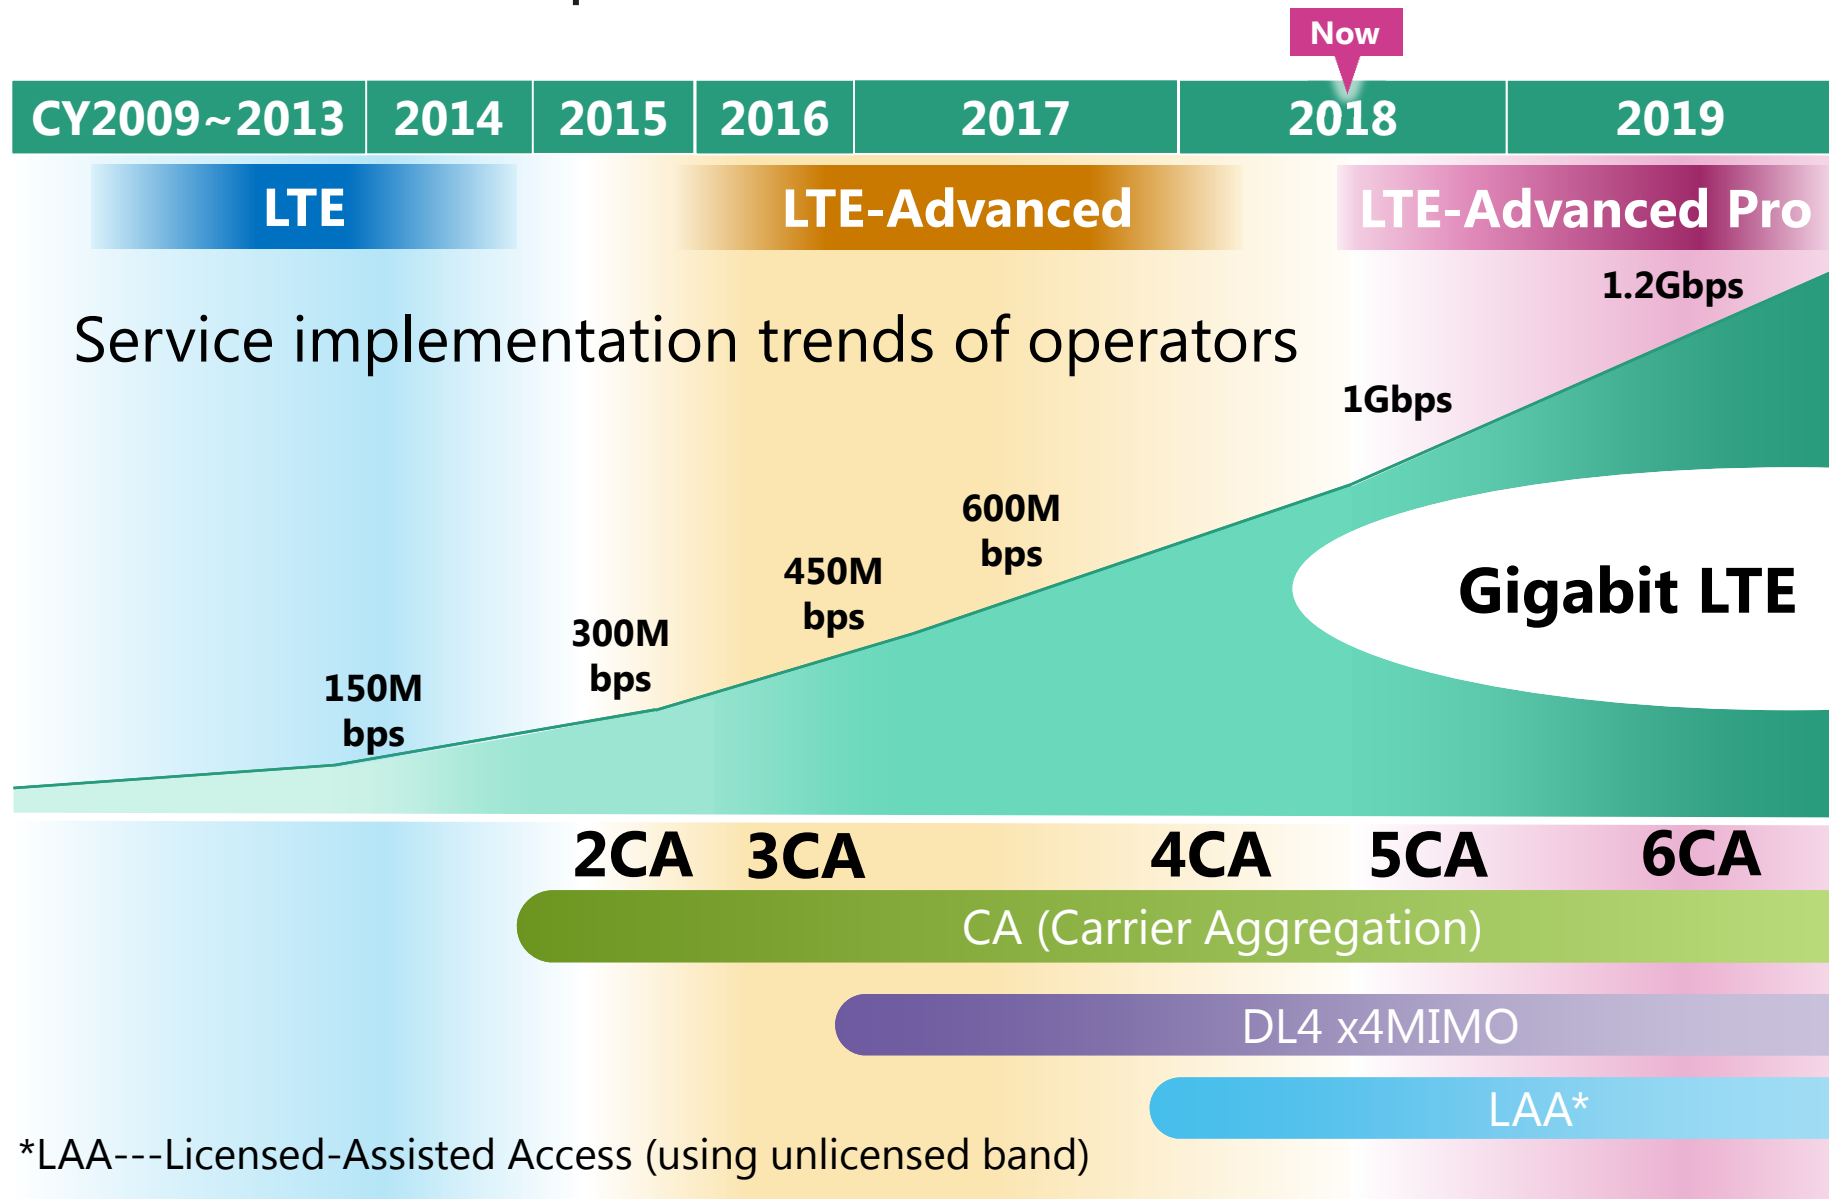 Now
CY2009~2013 2014 2015 2016 2017 2018 2019
LTE LTE-Advanced LTE-Advanced Pro
1.2Gbps
Service implementation trends of operators
1Gbps
600M
bps
450M
bps
300M
bps
150M
bps
Gigabit LTE
2CA 3CA 4CA 5CA 6CA
CA (Carrier Aggregation)
DL4 x4MIMO
LAA*
*LAA---Licensed-Assisted Access (using unlicensed band)